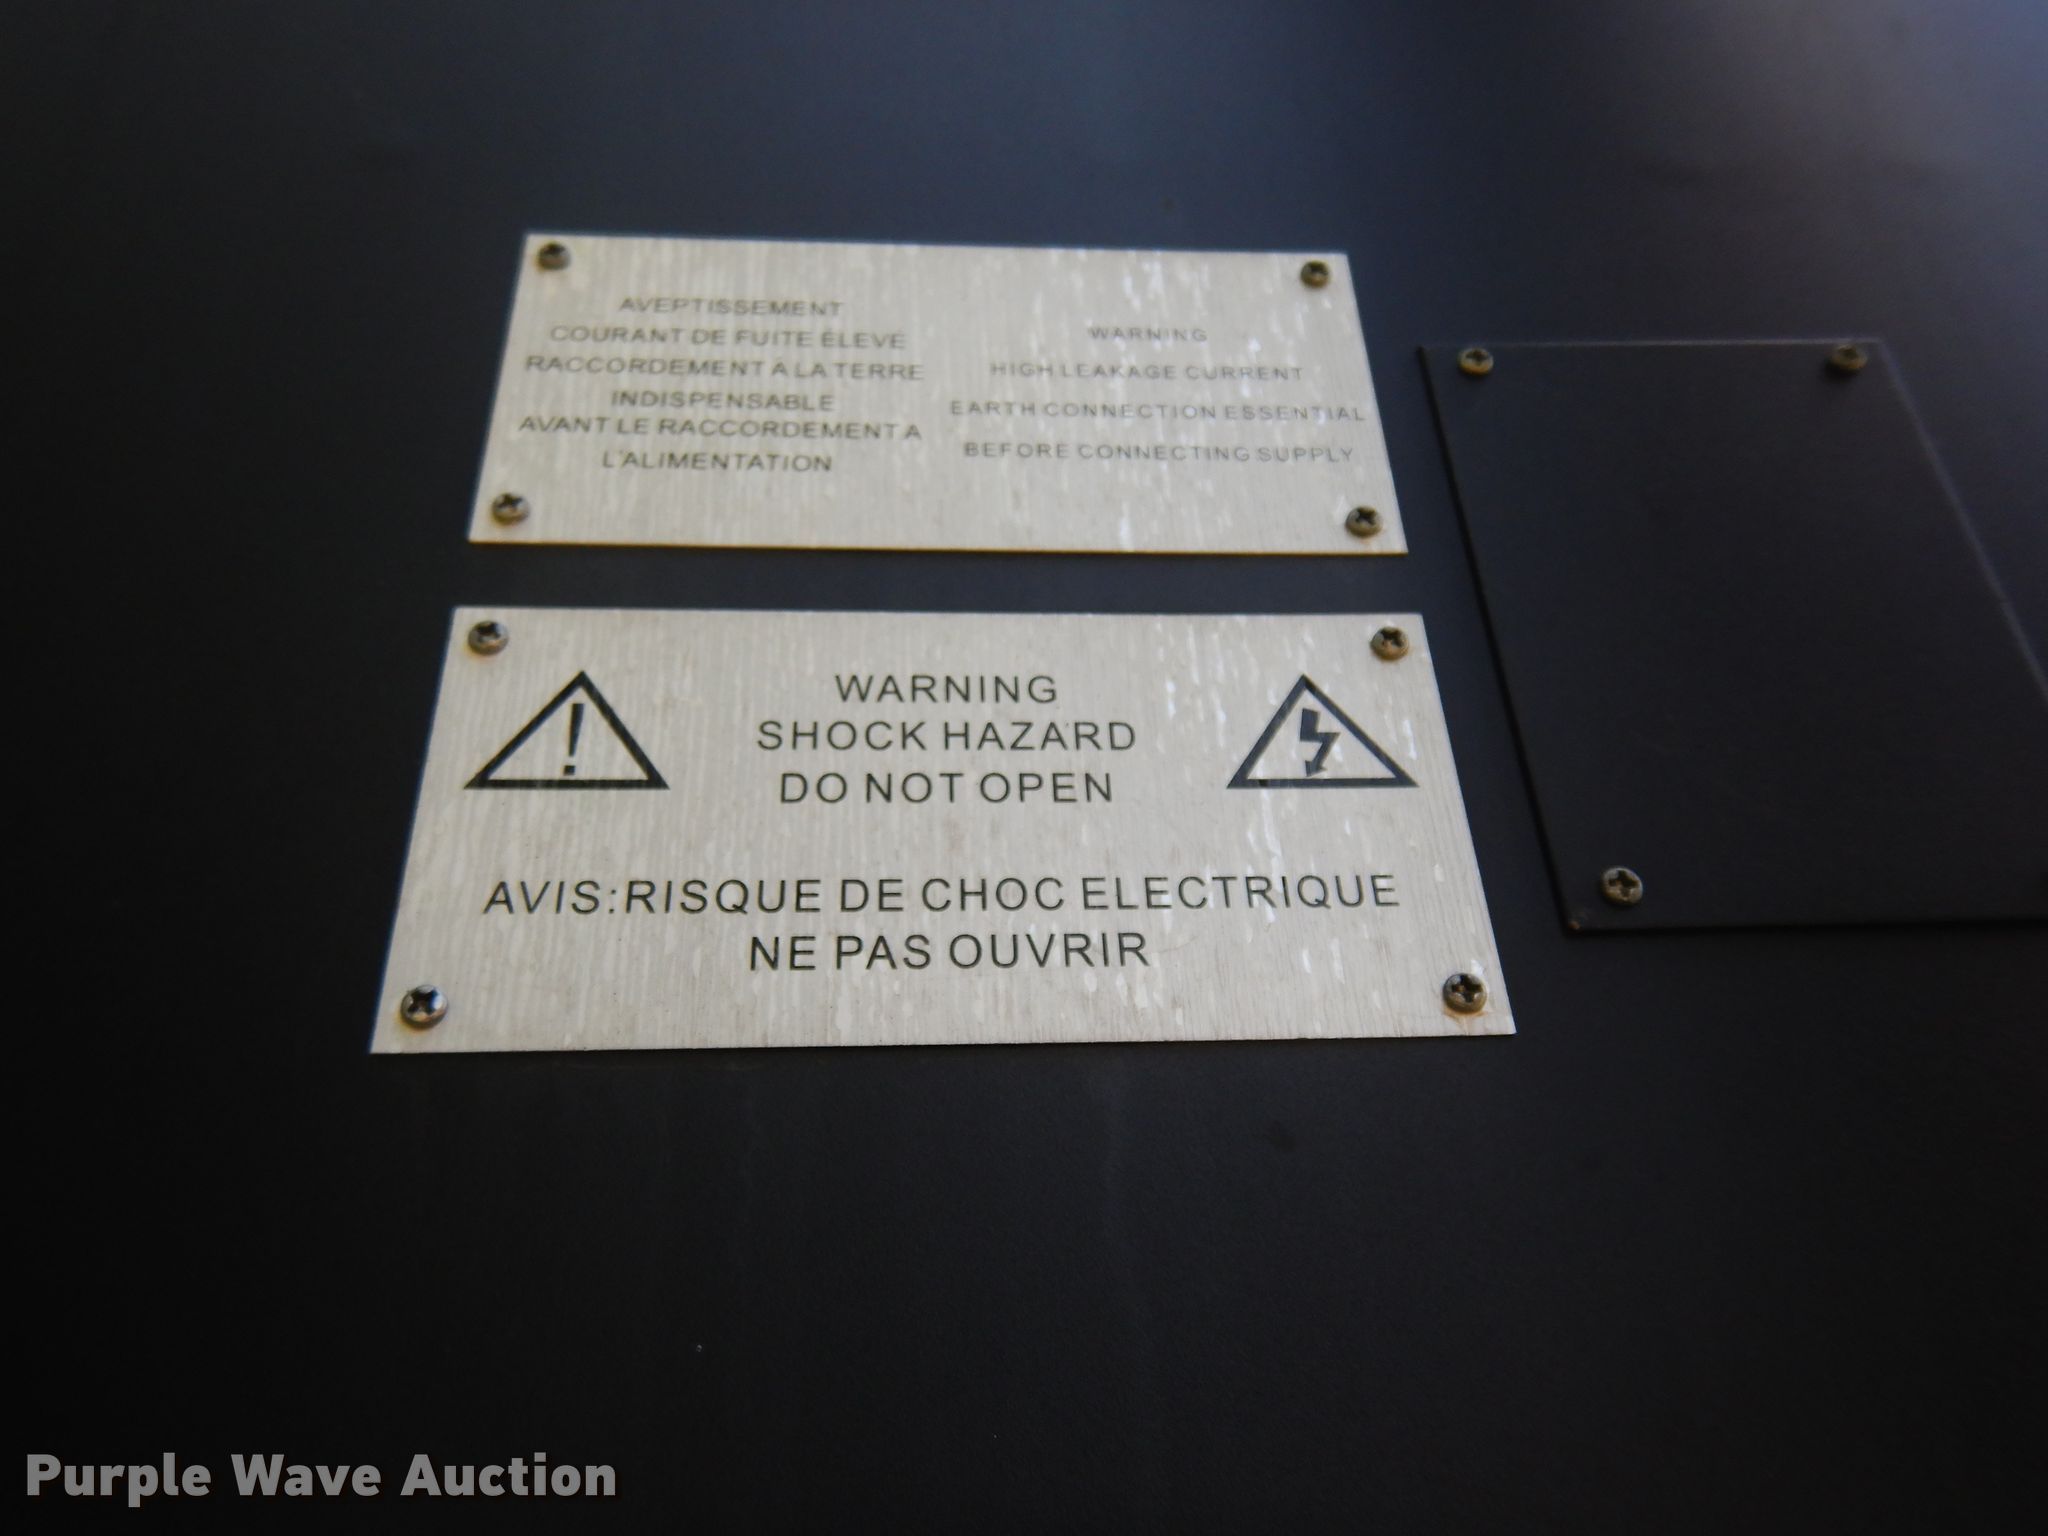 AVEPTISSEMENT
COURANT DE FUITE ÉLEVÉ
RACCORDEMENT À LA TERRE
INDISPENSABLE
AVANT LE RACCORDEMENT A
L'ALIMENTATION
WARNING
HIGH LEAKAGE CURRENT
EARTH CONNECTION ESSENTIAL
BEFORE CONNECTING SUPPLY
WARNING
SHOCK HAZARD
DO NOT OPEN
AVIS:RISQUE DE CHOC ELECTRIQUE
NE PAS OUVRIR
Purple Wave Auction